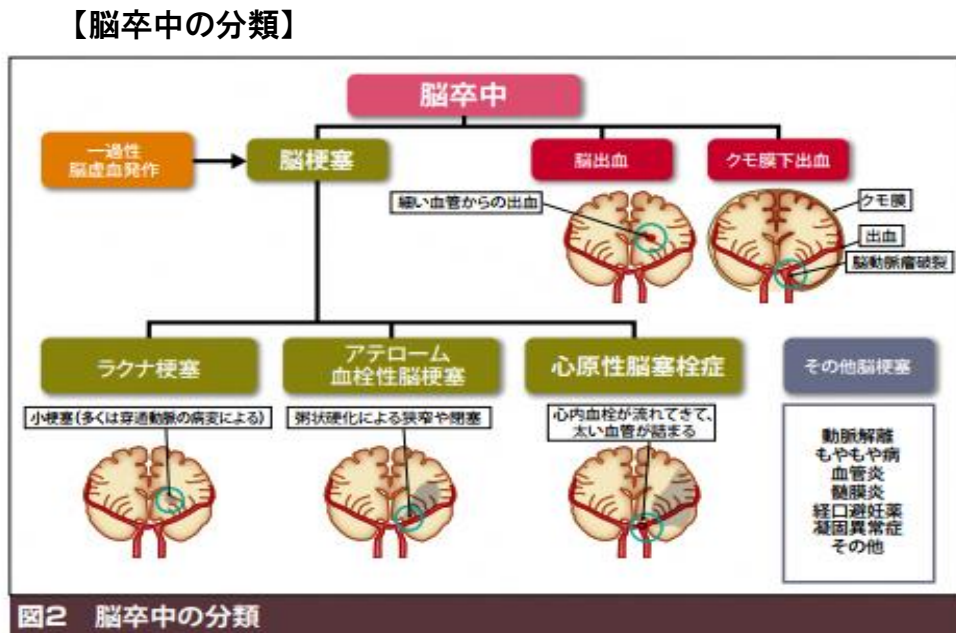 【脳卒中の分類】
脳卒中
一過性
脳虚血発作
脳梗塞
脳出血
クモ膜下出血
細い血管からの出血
クモ膜
出血
脳動脈瘤破裂
ラクナ梗塞
アテローム
血栓性脳梗塞
心原性脳塞栓症
その他脳梗塞
小梗塞(多くは穿通動脈の病変による)
粥状硬化による狭窄や閉塞
心内血栓が流れてきて、
太い血管が詰まる
動脈解離
もやもや病
血管炎
髄膜炎
経口避妊薬
凝固異常症
その他
図2 脳卒中の分類